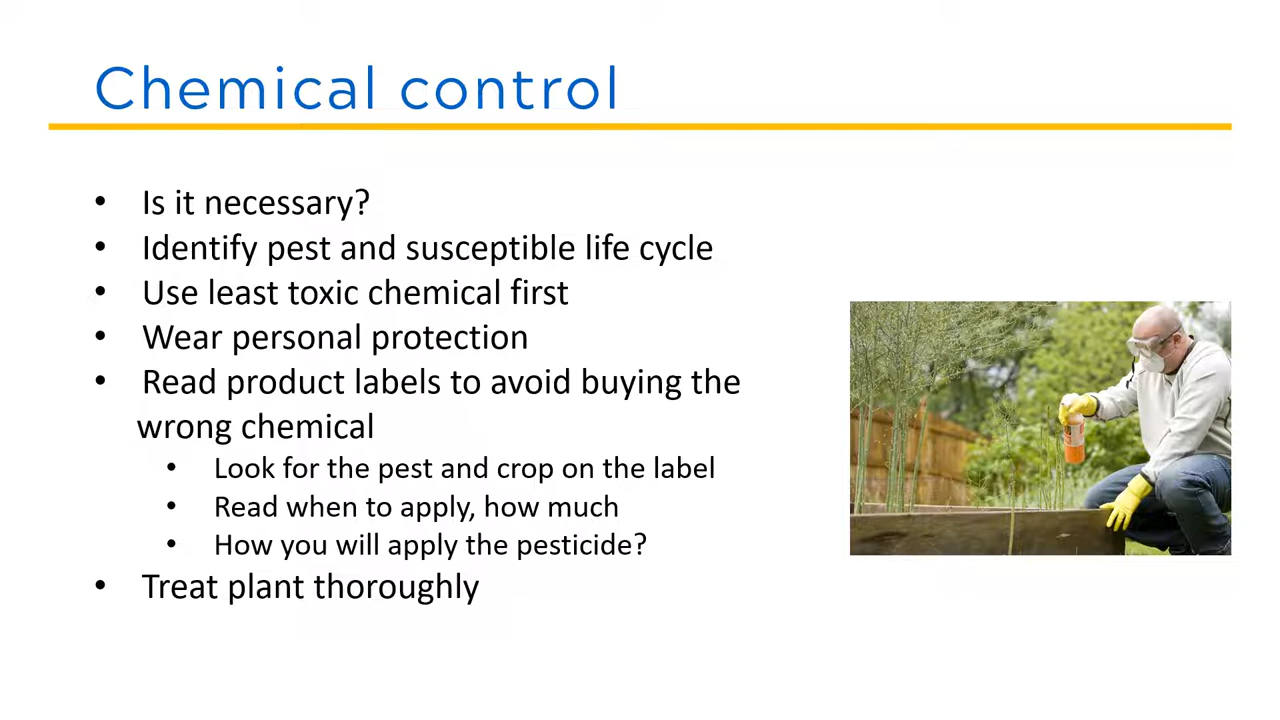 Chemical control
• Is it necessary?
• Identify pest and susceptible life cycle
• Use least toxic chemical first
• Wear personal protection
• Read product labels to avoid buying the
wrong chemical
• Look for the pest and crop on the label
• Read when to apply, how much
• How you will apply the pesticide?
• Treat plant thoroughly